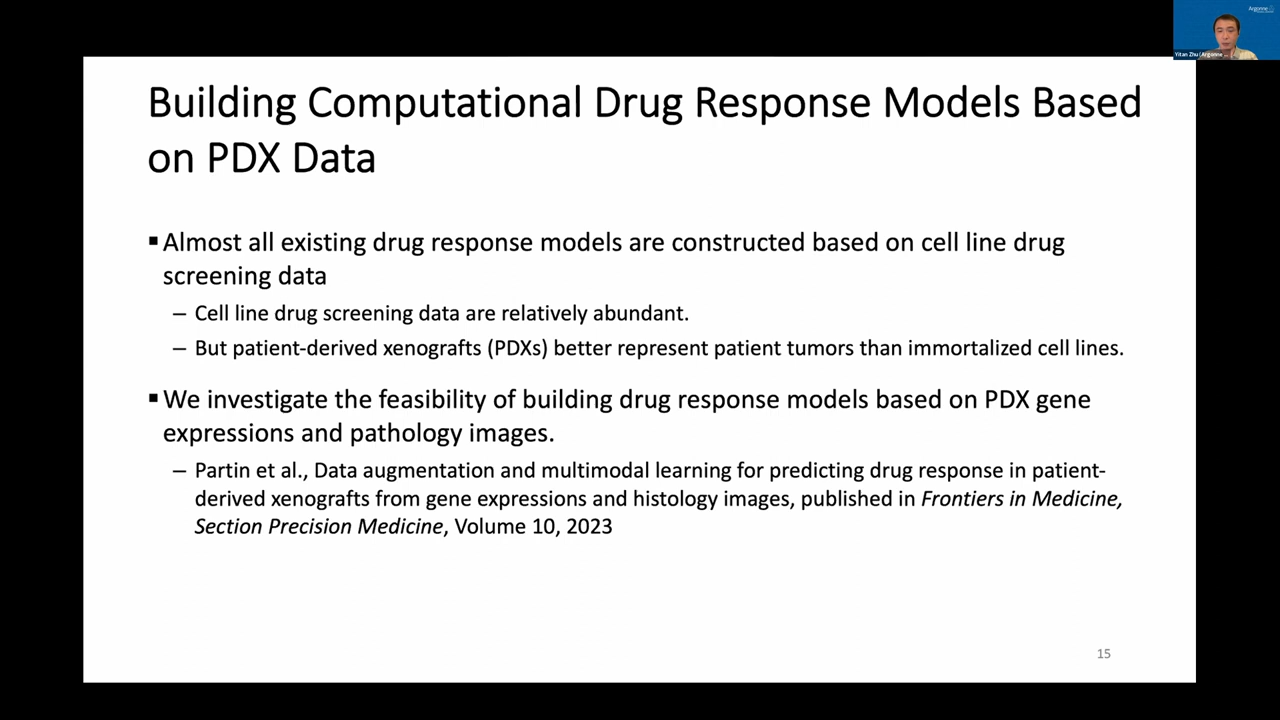 Argonne
Yitan Zhu (Argonne ...
Building Computational Drug Response Models Based
on PDX Data
▪ Almost all existing drug response models are constructed based on cell line drug
screening data
– Cell line drug screening data are relatively abundant.
– But patient-derived xenografts (PDXs) better represent patient tumors than immortalized cell lines.
▪ We investigate the feasibility of building drug response models based on PDX gene
expressions and pathology images.
– Partin et al., Data augmentation and multimodal learning for predicting drug response in patient-
derived xenografts from gene expressions and histology images, published in Frontiers in Medicine,
Section Precision Medicine, Volume 10, 2023
15